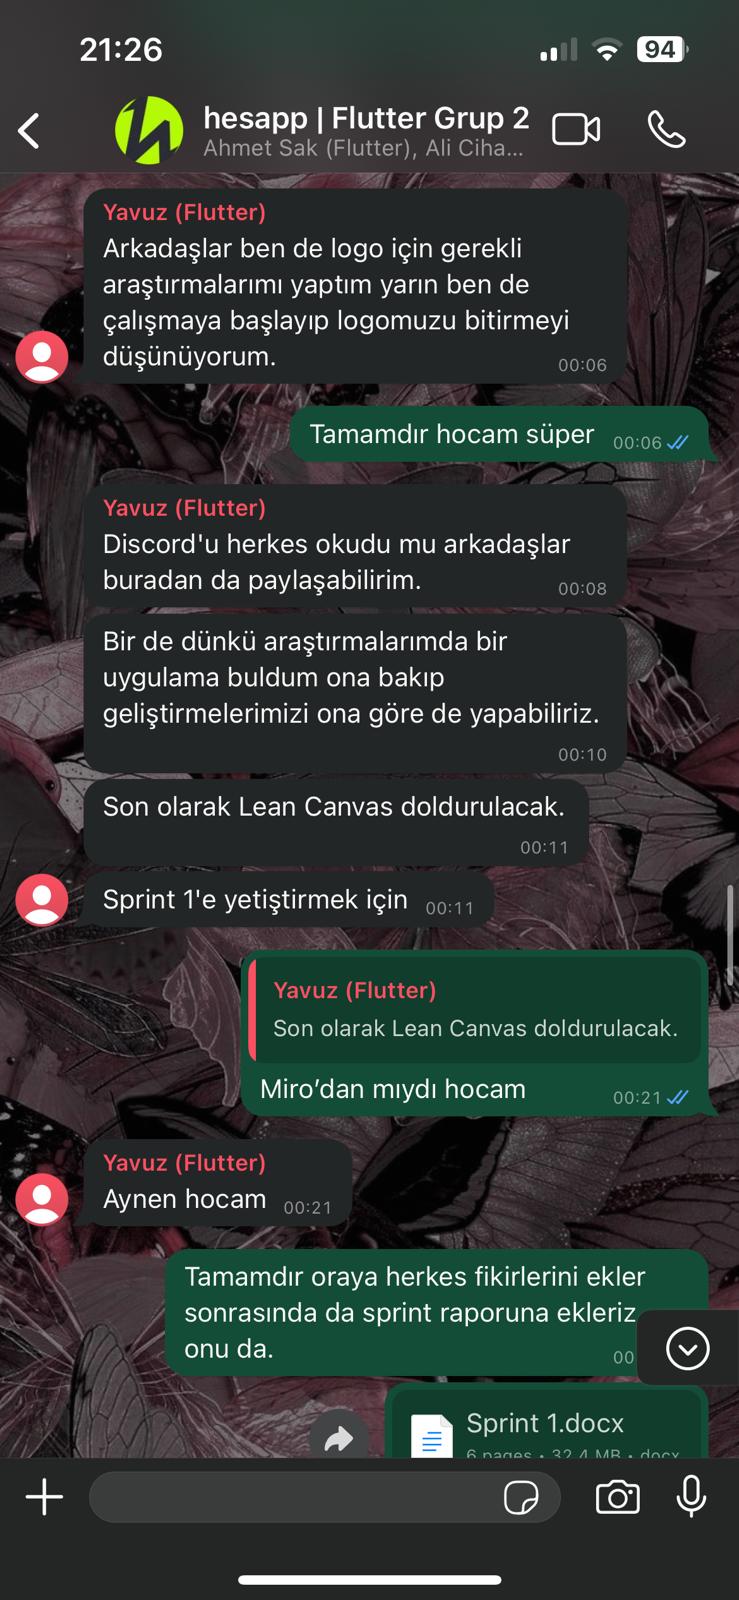 21:26
94
hesapp | Flutter Grup 2
Ahmet Sak (Flutter), Ali Ciha...
Yavuz (Flutter)
Arkadaşlar ben de logo için gerekli
araştırmalarımı yaptım yarın ben de
çalışmaya başlayıp logomuzu bitirmeyi
düşünüyorum.
00:06
Tamamdır hocam süper 00:06
Yavuz (Flutter)
Discord'u herkes okudu mu arkadaşlar
buradan da paylaşabilirim.
00:08
Bir de dünkü araştırmalarımda bir
uygulama buldum ona bakıp
geliştirmelerimizi ona göre de yapabiliriz.
00:10
Son olarak Lean Canvas doldurulacak.
00:11
Sprint 1'e yetiştirmek için 00:11
Yavuz (Flutter)
Son olarak Lean Canvas doldurulacak.
Miro’dan mıydı hocam 00:21
Yavuz (Flutter)
Aynen hocam 00:21
Tamamdır oraya herkes fikirlerini ekler
sonrasında da sprint raporuna ekleriz
onu da.
00
Sprint 1.docx
6 pages • 32,4 MB • docx